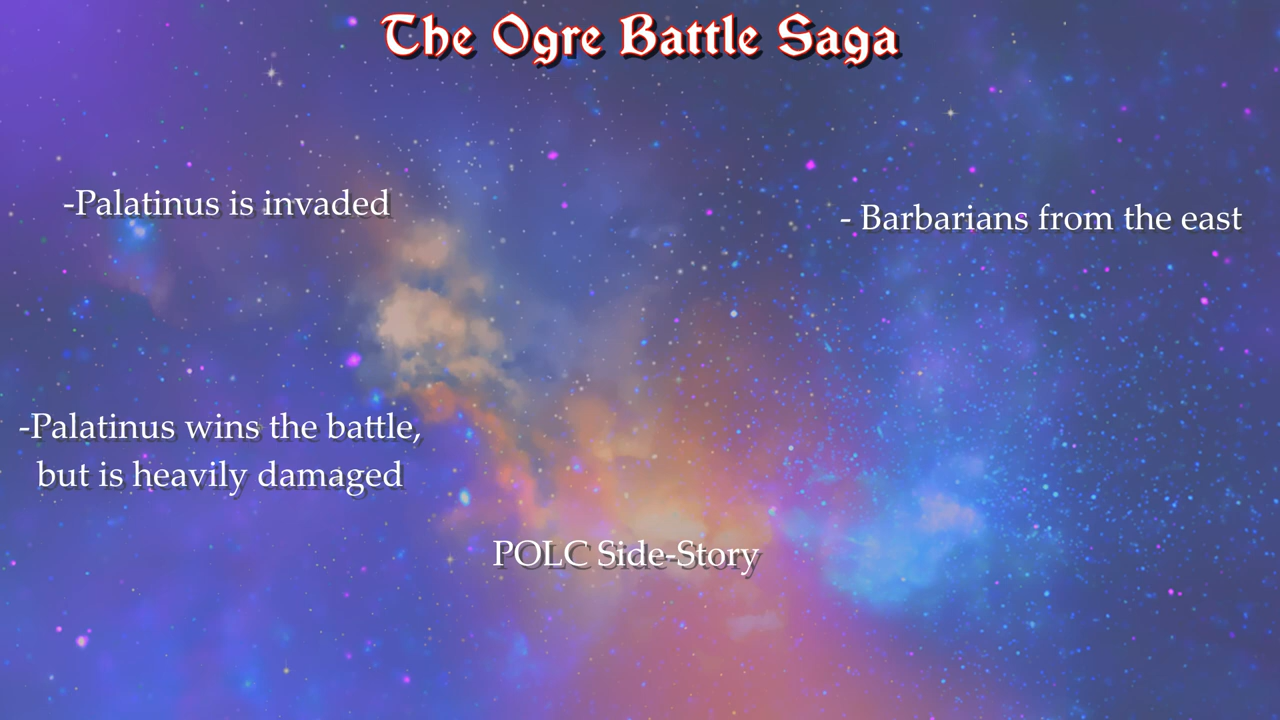 The Ogre Battle Saga
-Palatinus is invaded
- Barbarians from the east
-Palatinus wins the battle,
but is heavily damaged
POLC Side-Story